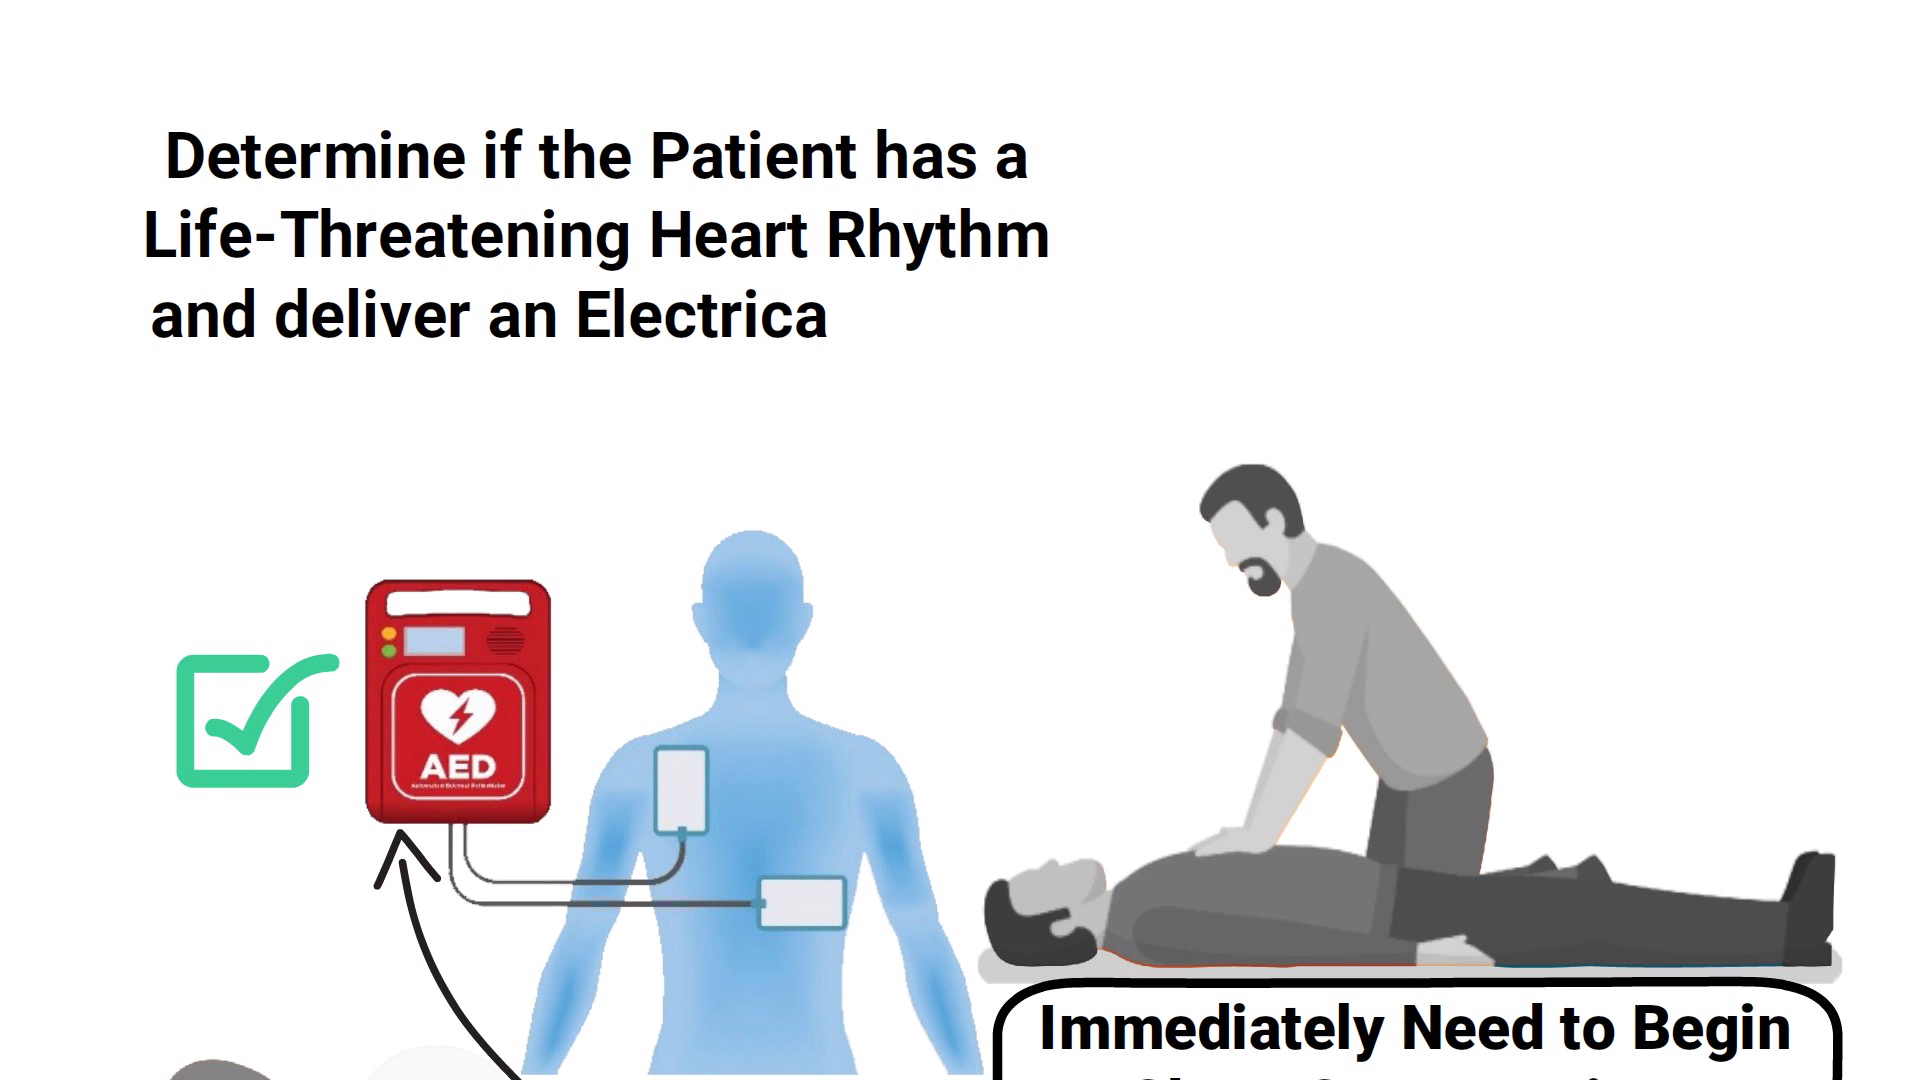 Determine if the Patient has a
Life-Threatening Heart Rhythm
and deliver an Electrica
AED
Immediately Need to Begin